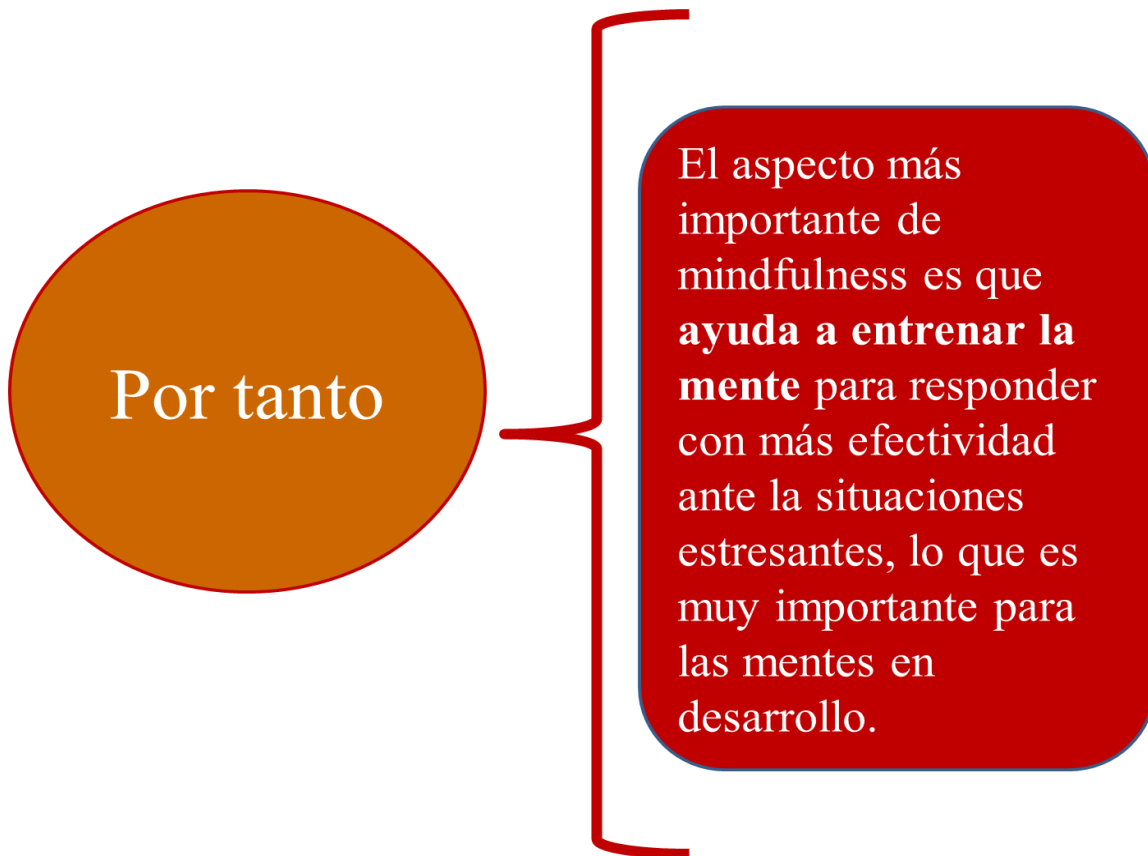 Por tanto
El aspecto más
importante de
mindfulness es que
ayuda a entrenar la
mente para responder
con más efectividad
ante la situaciones
estresantes, lo que es
muy importante para
las mentes en
desarrollo.